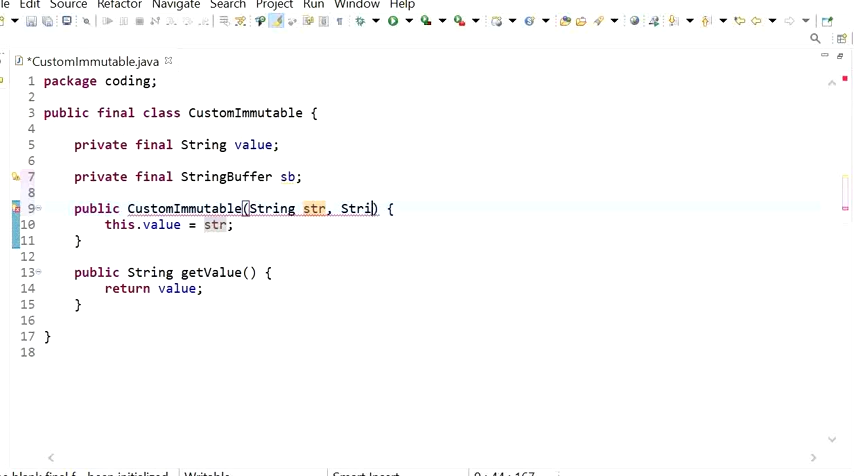 Edit Source Refactor Navigate Search Project Run Window Help
*CustomImmutable.java
1 package coding;
2
3 public final class CustomImmutable {
4
5 private final String value;
6
7 private final StringBuffer sb;
8
9 public CustomImmutable(String str, Stri) {
10 this.value = str;
11 }
12
13 public String getValue() {
14 return value;
15 }
16
17 }
18
Writable Smart Insert 9 : 44 : 167